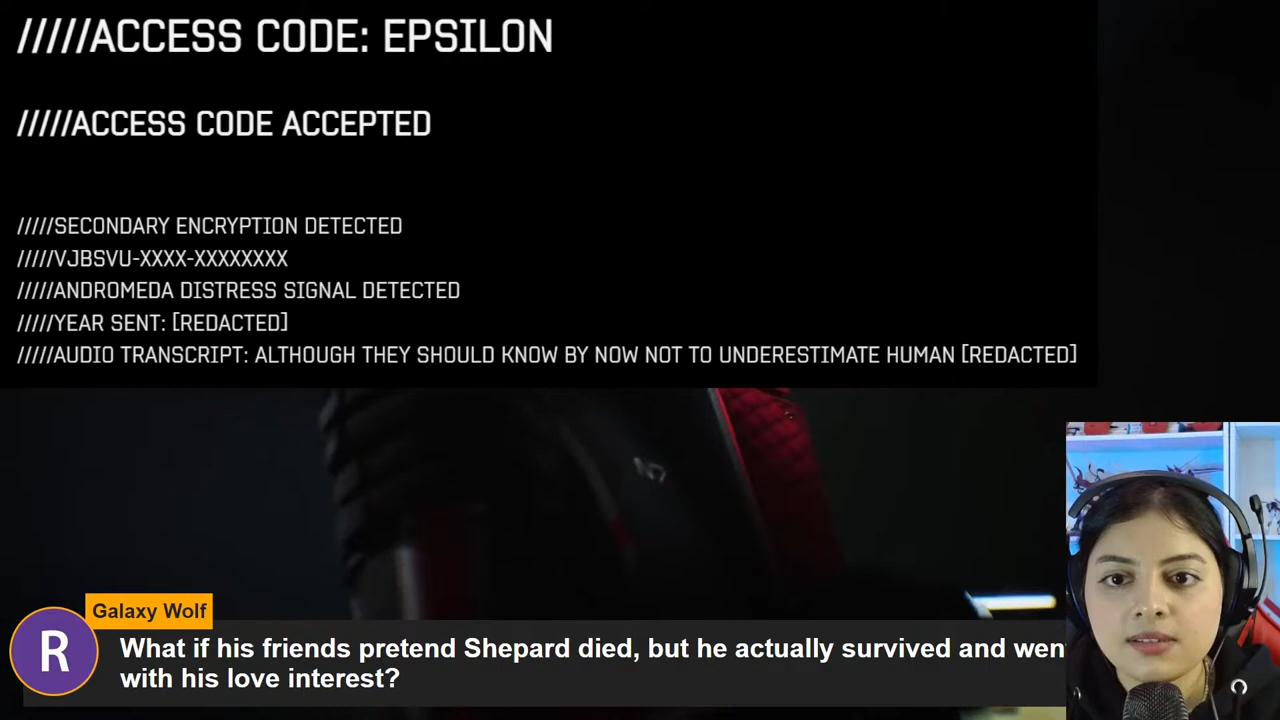 /////ACCESS CODE: EPSILON
/////ACCESS CODE ACCEPTED
/////SECONDARY ENCRYPTION DETECTED
/////VJBSVU-XXXX-XXXXXXXX
/////ANDROMEDA DISTRESS SIGNAL DETECTED
/////YEAR SENT: [REDACTED]
/////AUDIO TRANSCRIPT: ALTHOUGH THEY SHOULD KNOW BY NOW NOT TO UNDERESTIMATE HUMAN [REDACTED]
N7
Galaxy Wolf
R
What if his friends pretend Shepard died, but he actually survived and wen
with his love interest?